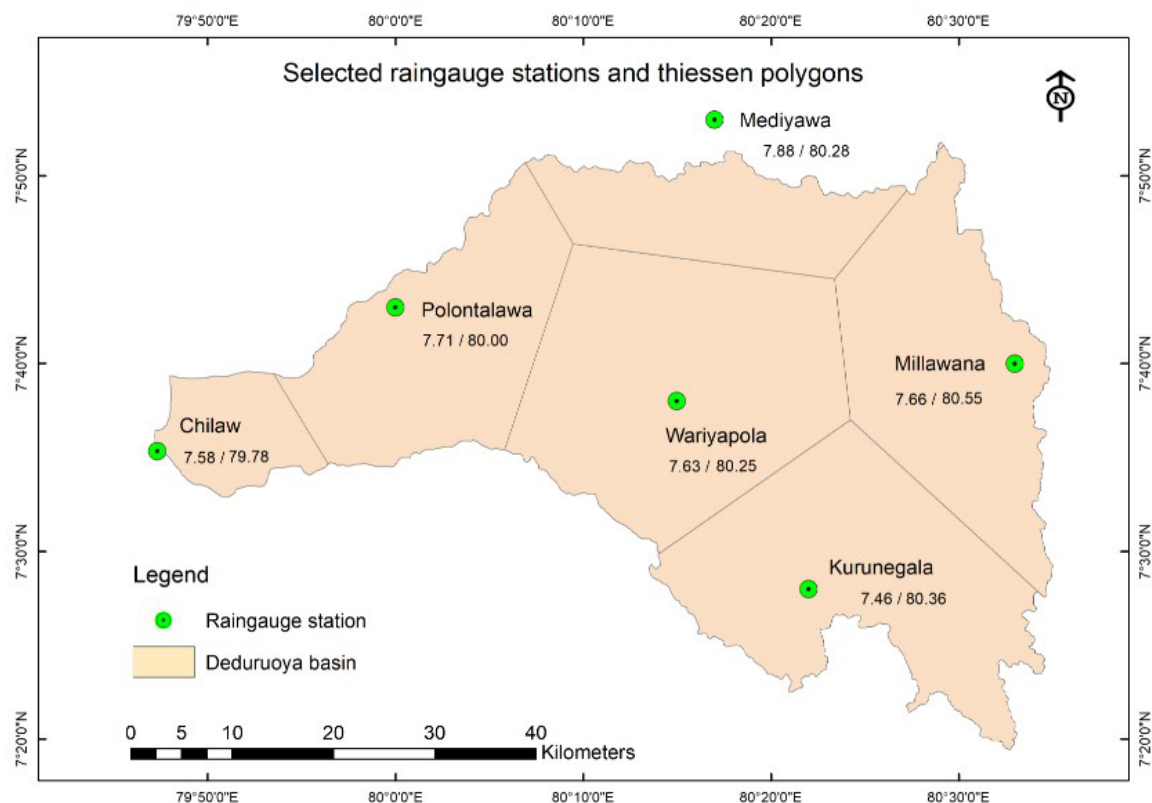 79°50'0"E 80°0'0"E 80°10'0"E 80°20'0"E 80°30'0"E
Selected raingauge stations and thiessen polygons
N
Mediyawa
7.88 / 80.28
7°50'0"N 7°50'0"N
Polontalawa
7.71 / 80.00
7°40'0"N 7°40'0"N
Millawana
7.66 / 80.55
Chilaw
7.58 / 79.78
Wariyapola
7.63 / 80.25
7°30'0"N 7°30'0"N
Kurunegala
7.46 / 80.36
Legend
Raingauge station
Deduruoya basin
7°20'0"N 7°20'0"N
0 5 10 20 30 40
Kilometers
79°50'0"E 80°0'0"E 80°10'0"E 80°20'0"E 80°30'0"E